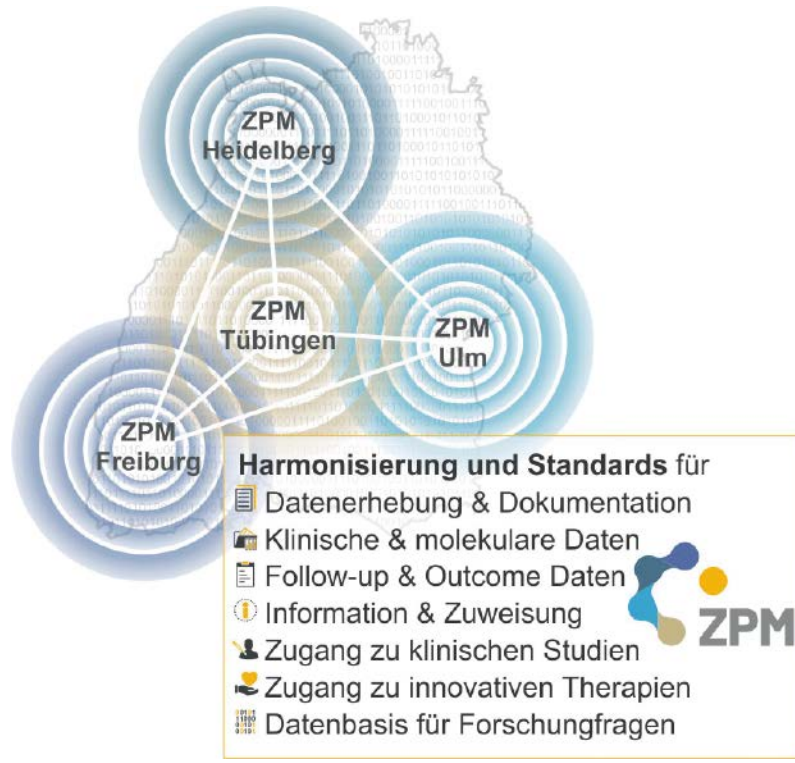 ZPM
Heidelberg
ZPM
Tübingen
ZPM
Ulm
ZPM
Freiburg
Harmonisierung und Standards für
Datenerhebung & Dokumentation
Klinische & molekulare Daten
Follow-up & Outcome Daten
Information & Zuweisung
ZPM
Zugang zu klinischen Studien
Zugang zu innovativen Therapien
Datenbasis für Forschungfragen